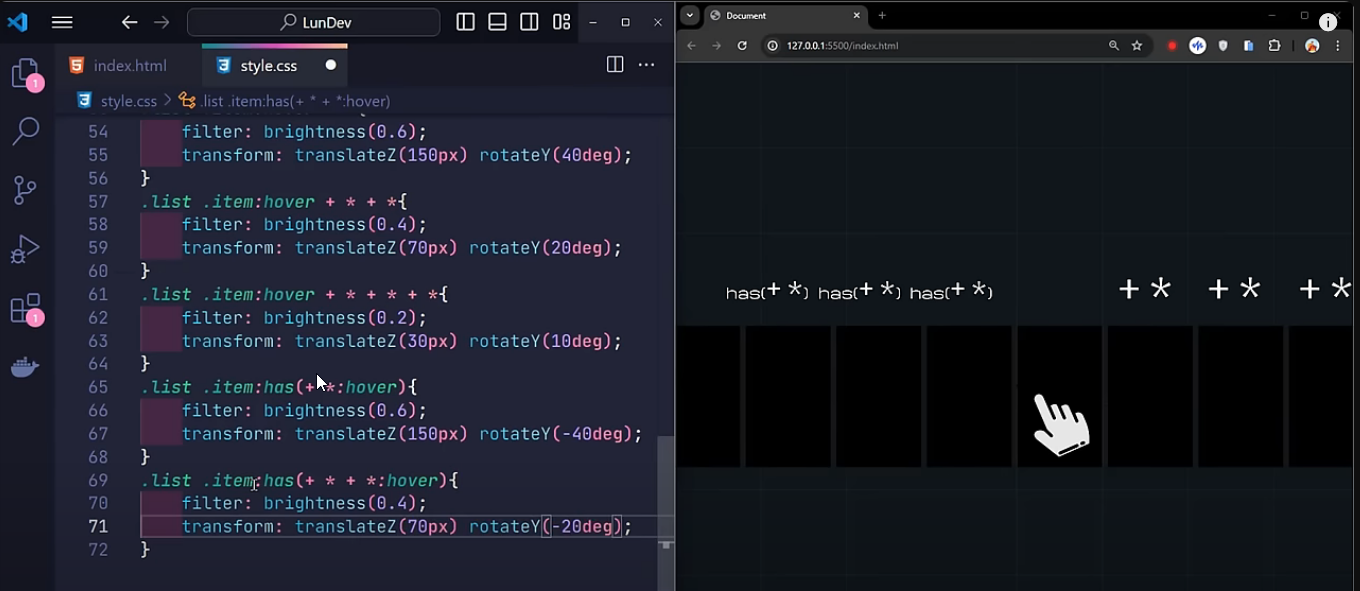 LunDev
Document
index.html
style.css
127.0.0.1:5500/index.html
1
style.css > .list .item:has(+ * + *:hover)
54 filter: brightness(0.6);
55 transform: translateZ(150px) rotateY(40deg);
56 }
57 .list .item:hover + * + *{
58 filter: brightness(0.4);
59 transform: translateZ(70px) rotateY(20deg);
60 }
61 .list .item:hover + * + * + *{
62 filter: brightness(0.2);
63 transform: translateZ(30px) rotateY(10deg);
64 }
65 .list .item:has(+ *:hover){
66 filter: brightness(0.6);
67 transform: translateZ(150px) rotateY(-40deg);
68 }
69 .list .item:has(+ * + *:hover){
70 filter: brightness(0.4);
71 transform: translateZ(70px) rotateY(-20deg);
72 }
1
has(+ *) has(+ *) has(+ *) + * + * + *